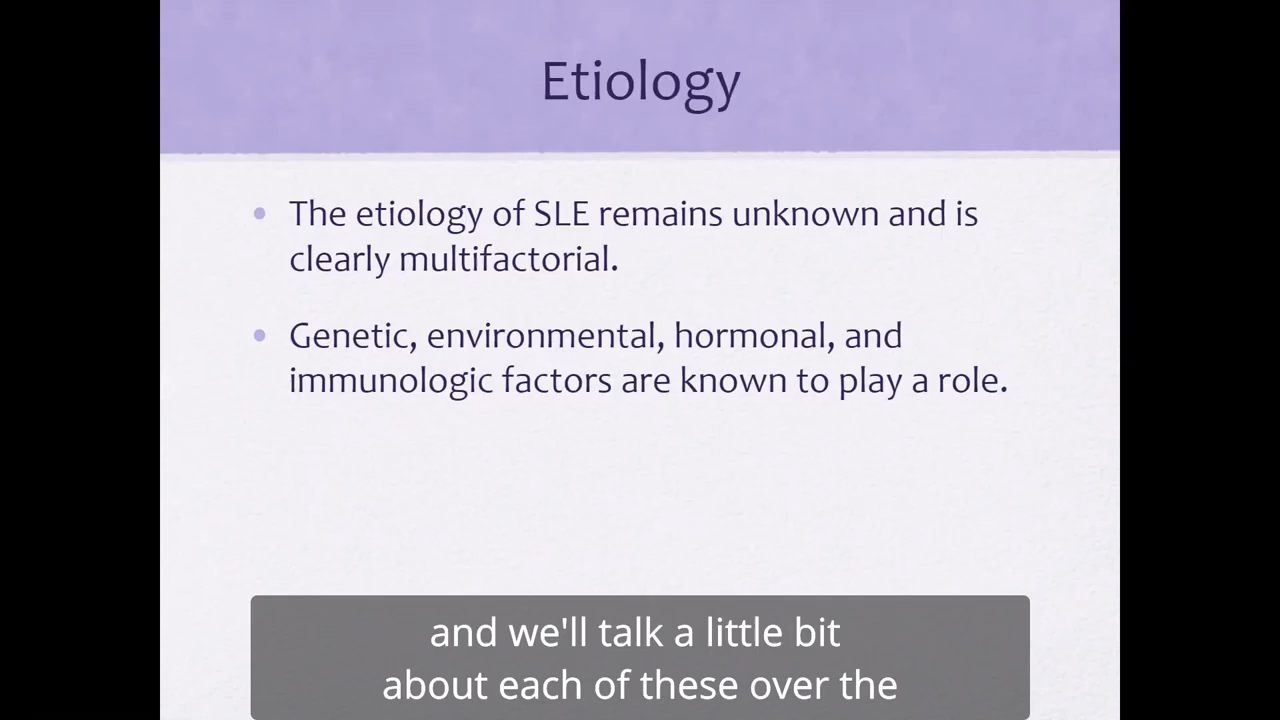 Etiology
• The etiology of SLE remains unknown and is
clearly multifactorial.
• Genetic, environmental, hormonal, and
immunologic factors are known to play a role.
and we'll talk a little bit
about each of these over the